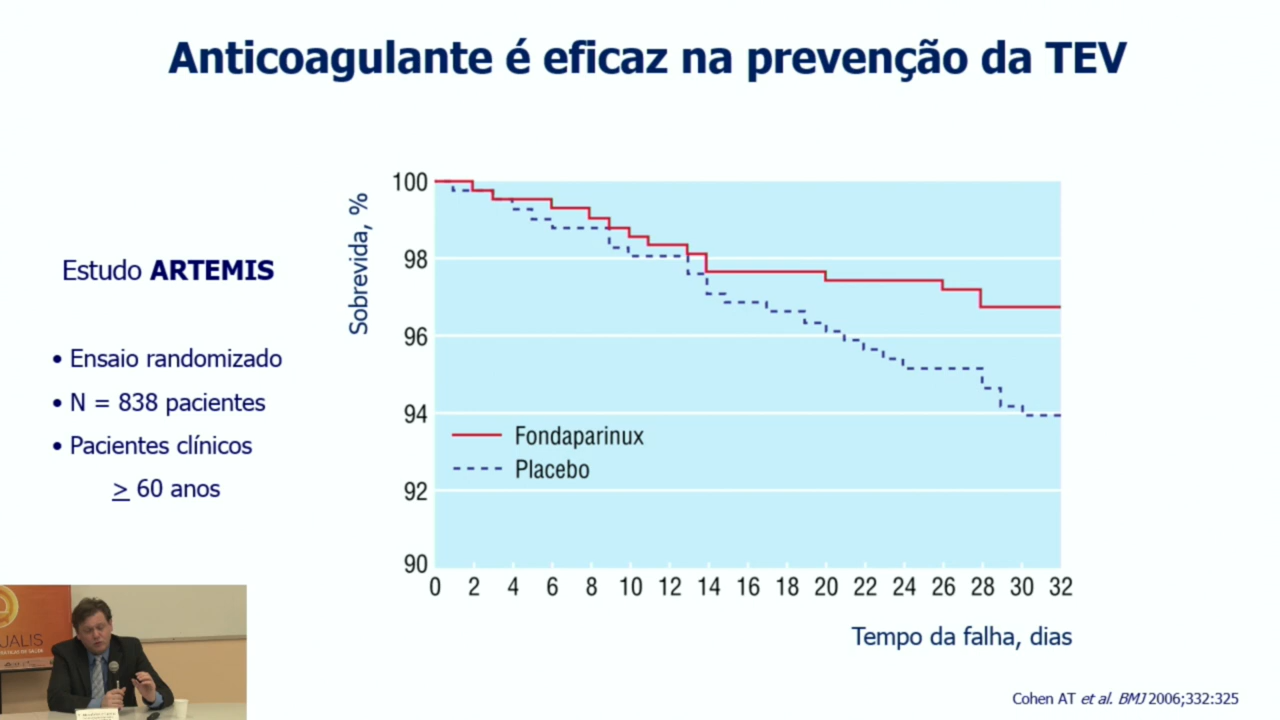 Anticoagulante é eficaz na prevenção da TEV
Estudo ARTEMIS
• Ensaio randomizado
• N = 838 pacientes
• Pacientes clínicos
≥ 60 anos
Sobrevida, %
100
98
96
94
92
90
Fondaparinux
Placebo
0 2 4 6 8 10 12 14 16 18 20 22 24 26 28 30 32
Tempo da falha, dias
JALIS
Cohen AT et al. BMJ 2006;332:325